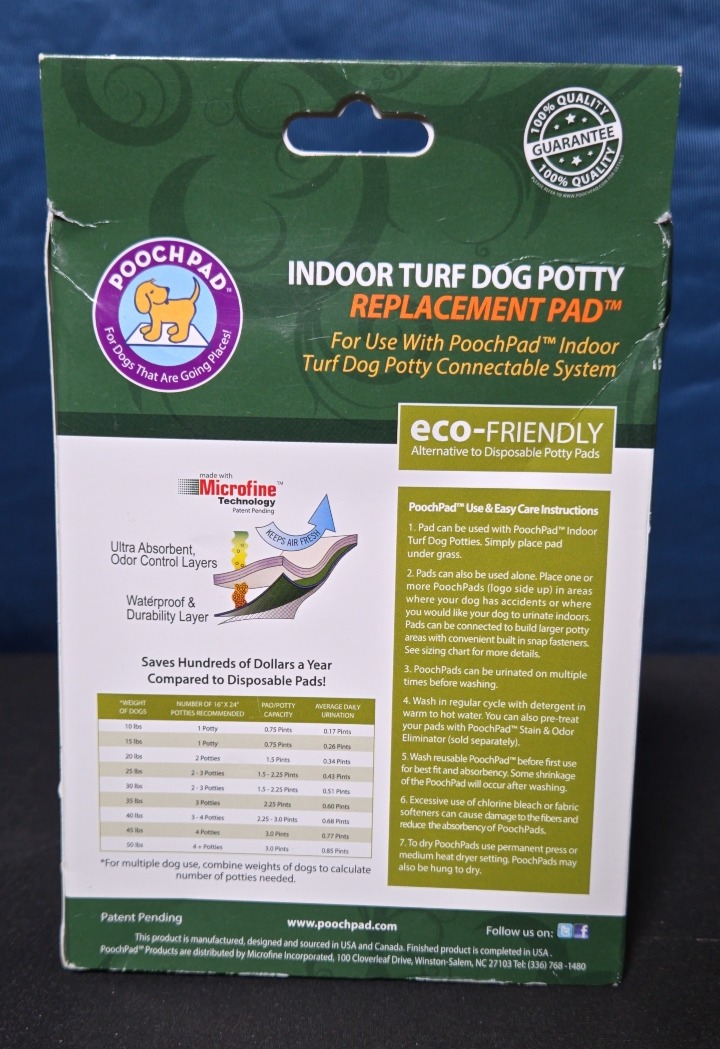 100% QUALITY
GUARANTEE
100% QUALITY
POOCHPAD™
For Dogs That Are Going Places!
INDOOR TURF DOG POTTY
REPLACEMENT PAD™
For Use With PoochPad™ Indoor
Turf Dog Potty Connectable System
eco-FRIENDLY
Alternative to Disposable Potty Pads
made with
Microfine™
Technology
Patent Pending
KEEPS AIR FRESH
Ultra Absorbent,
Odor Control Layers
Waterproof &
Durability Layer
Saves Hundreds of Dollars a Year
Compared to Disposable Pads!
*WEIGHT OF DOGS NUMBER OF 16" X 24" POTTIES RECOMMENDED PAD/POTTY CAPACITY AVERAGE DAILY URINATION
10 lbs 1 Potty 0.75 Pints 0.17 Pints
15 lbs 1 Potty 0.75 Pints 0.26 Pints
20 lbs 2 Potties 1.5 Pints 0.34 Pints
25 lbs 2 - 3 Potties 1.5 - 2.25 Pints 0.43 Pints
30 lbs 2 - 3 Potties 1.5 - 2.25 Pints 0.51 Pints
35 lbs 3 Potties 2.25 Pints 0.60 Pints
40 lbs 3 - 4 Potties 2.25 - 3.0 Pints 0.68 Pints
45 lbs 4 Potties 3.0 Pints 0.77 Pints
50 lbs 4 + Potties 3.0 Pints 0.85 Pints
*For multiple dog use, combine weights of dogs to calculate
number of potties needed.
PoochPad™ Use & Easy Care Instructions
1. Pad can be used with PoochPad™ Indoor
Turf Dog Potties. Simply place pad
under grass.
2. Pads can also be used alone. Place one or
more PoochPads (logo side up) in areas
where your dog has accidents or where
you would like your dog to urinate indoors.
Pads can be connected to build larger potty
areas with convenient built in snap fasteners.
See sizing chart for more details.
3. PoochPads can be urinated on multiple
times before washing.
4. Wash in regular cycle with detergent in
warm to hot water. You can also pre-treat
your pads with PoochPad™ Stain & Odor
Eliminator (sold separately).
5. Wash reusable PoochPad™ before first use
for best fit and absorbency. Some shrinkage
of the PoochPad will occur after washing.
6. Excessive use of chlorine bleach or fabric
softeners can cause damage to the fibers and
reduce the absorbency of PoochPads.
7. To dry PoochPads use permanent press or
medium heat dryer setting. PoochPads may
also be hung to dry.
Patent Pending
www.poochpad.com
Follow us on:
This product is manufactured, designed and sourced in USA and Canada. Finished product is completed in USA.
PoochPad™ Products are distributed by Microfine Incorporated, 100 Cloverleaf Drive, Winston-Salem, NC 27103 Tel: (336) 768-1480